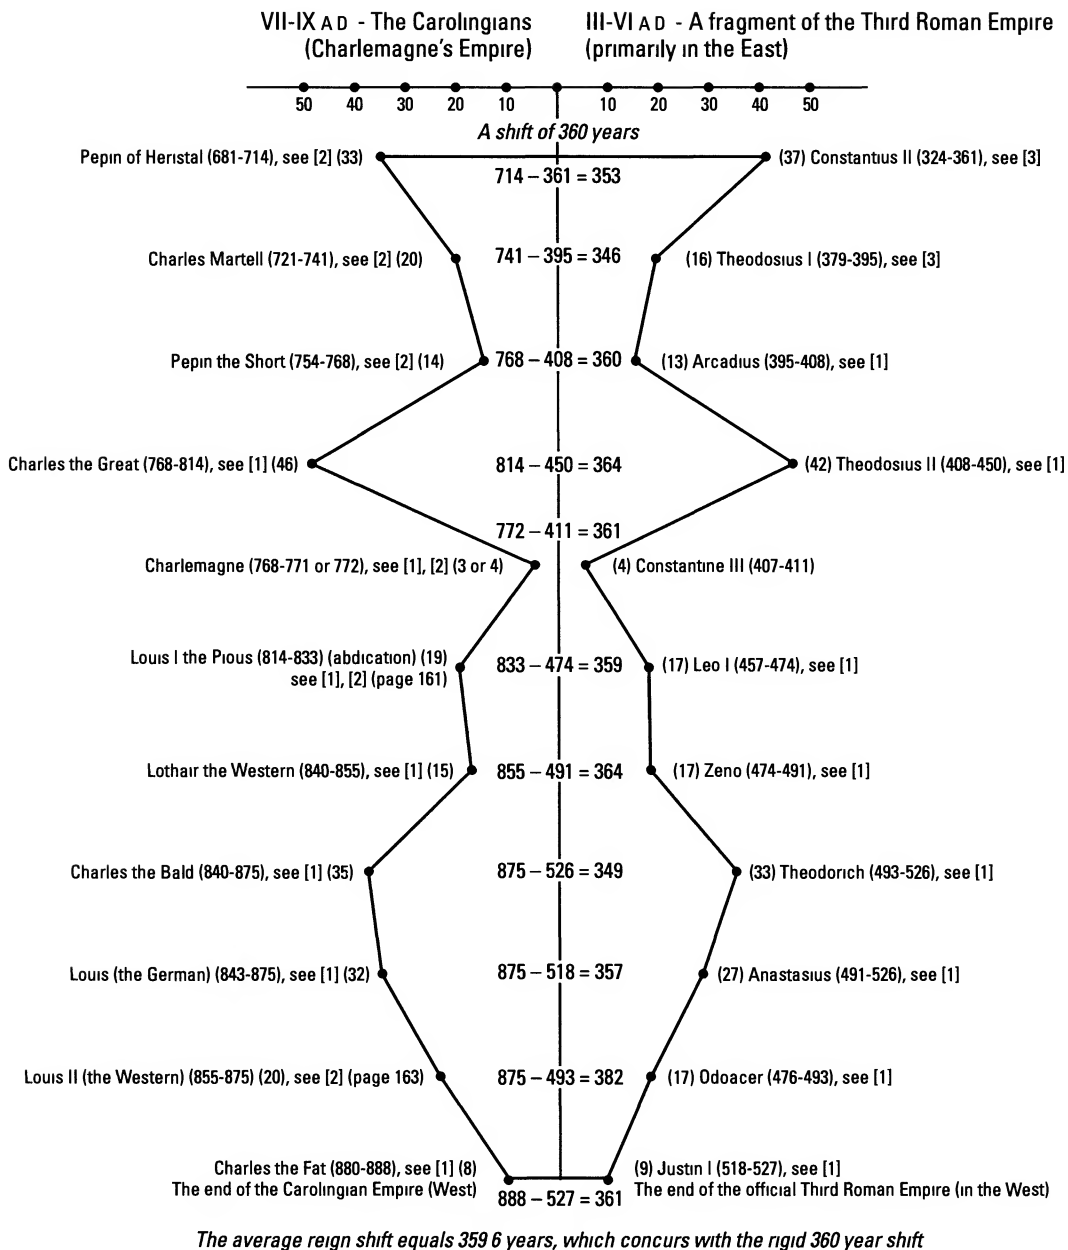 VII-IX A D - The Carolingians
(Charlemagne's Empire)
III-VI A D - A fragment of the Third Roman Empire
(primarily in the East)
50 40 30 20 10 10 20 30 40 50
A shift of 360 years
Pepin of Heristal (681-714), see [2] (33)
714 – 361 = 353
(37) Constantius II (324-361), see [3]
Charles Martell (721-741), see [2] (20)
741 – 395 = 346
(16) Theodosius I (379-395), see [3]
Pepin the Short (754-768), see [2] (14)
768 – 408 = 360
(13) Arcadius (395-408), see [1]
Charles the Great (768-814), see [1] (46)
814 – 450 = 364
(42) Theodosius II (408-450), see [1]
772 – 411 = 361
Charlemagne (768-771 or 772), see [1], [2] (3 or 4)
(4) Constantine III (407-411)
Louis I the Pious (814-833) (abdication) (19)
see [1], [2] (page 161)
833 – 474 = 359
(17) Leo I (457-474), see [1]
Lothair the Western (840-855), see [1] (15)
855 – 491 = 364
(17) Zeno (474-491), see [1]
Charles the Bald (840-875), see [1] (35)
875 – 526 = 349
(33) Theodorich (493-526), see [1]
Louis (the German) (843-875), see [1] (32)
875 – 518 = 357
(27) Anastasius (491-526), see [1]
Louis II (the Western) (855-875) (20), see [2] (page 163)
875 – 493 = 382
(17) Odoacer (476-493), see [1]
Charles the Fat (880-888), see [1] (8)
The end of the Carolingian Empire (West)
888 – 527 = 361
(9) Justin I (518-527), see [1]
The end of the official Third Roman Empire (in the West)
The average reign shift equals 359 6 years, which concurs with the rigid 360 year shift